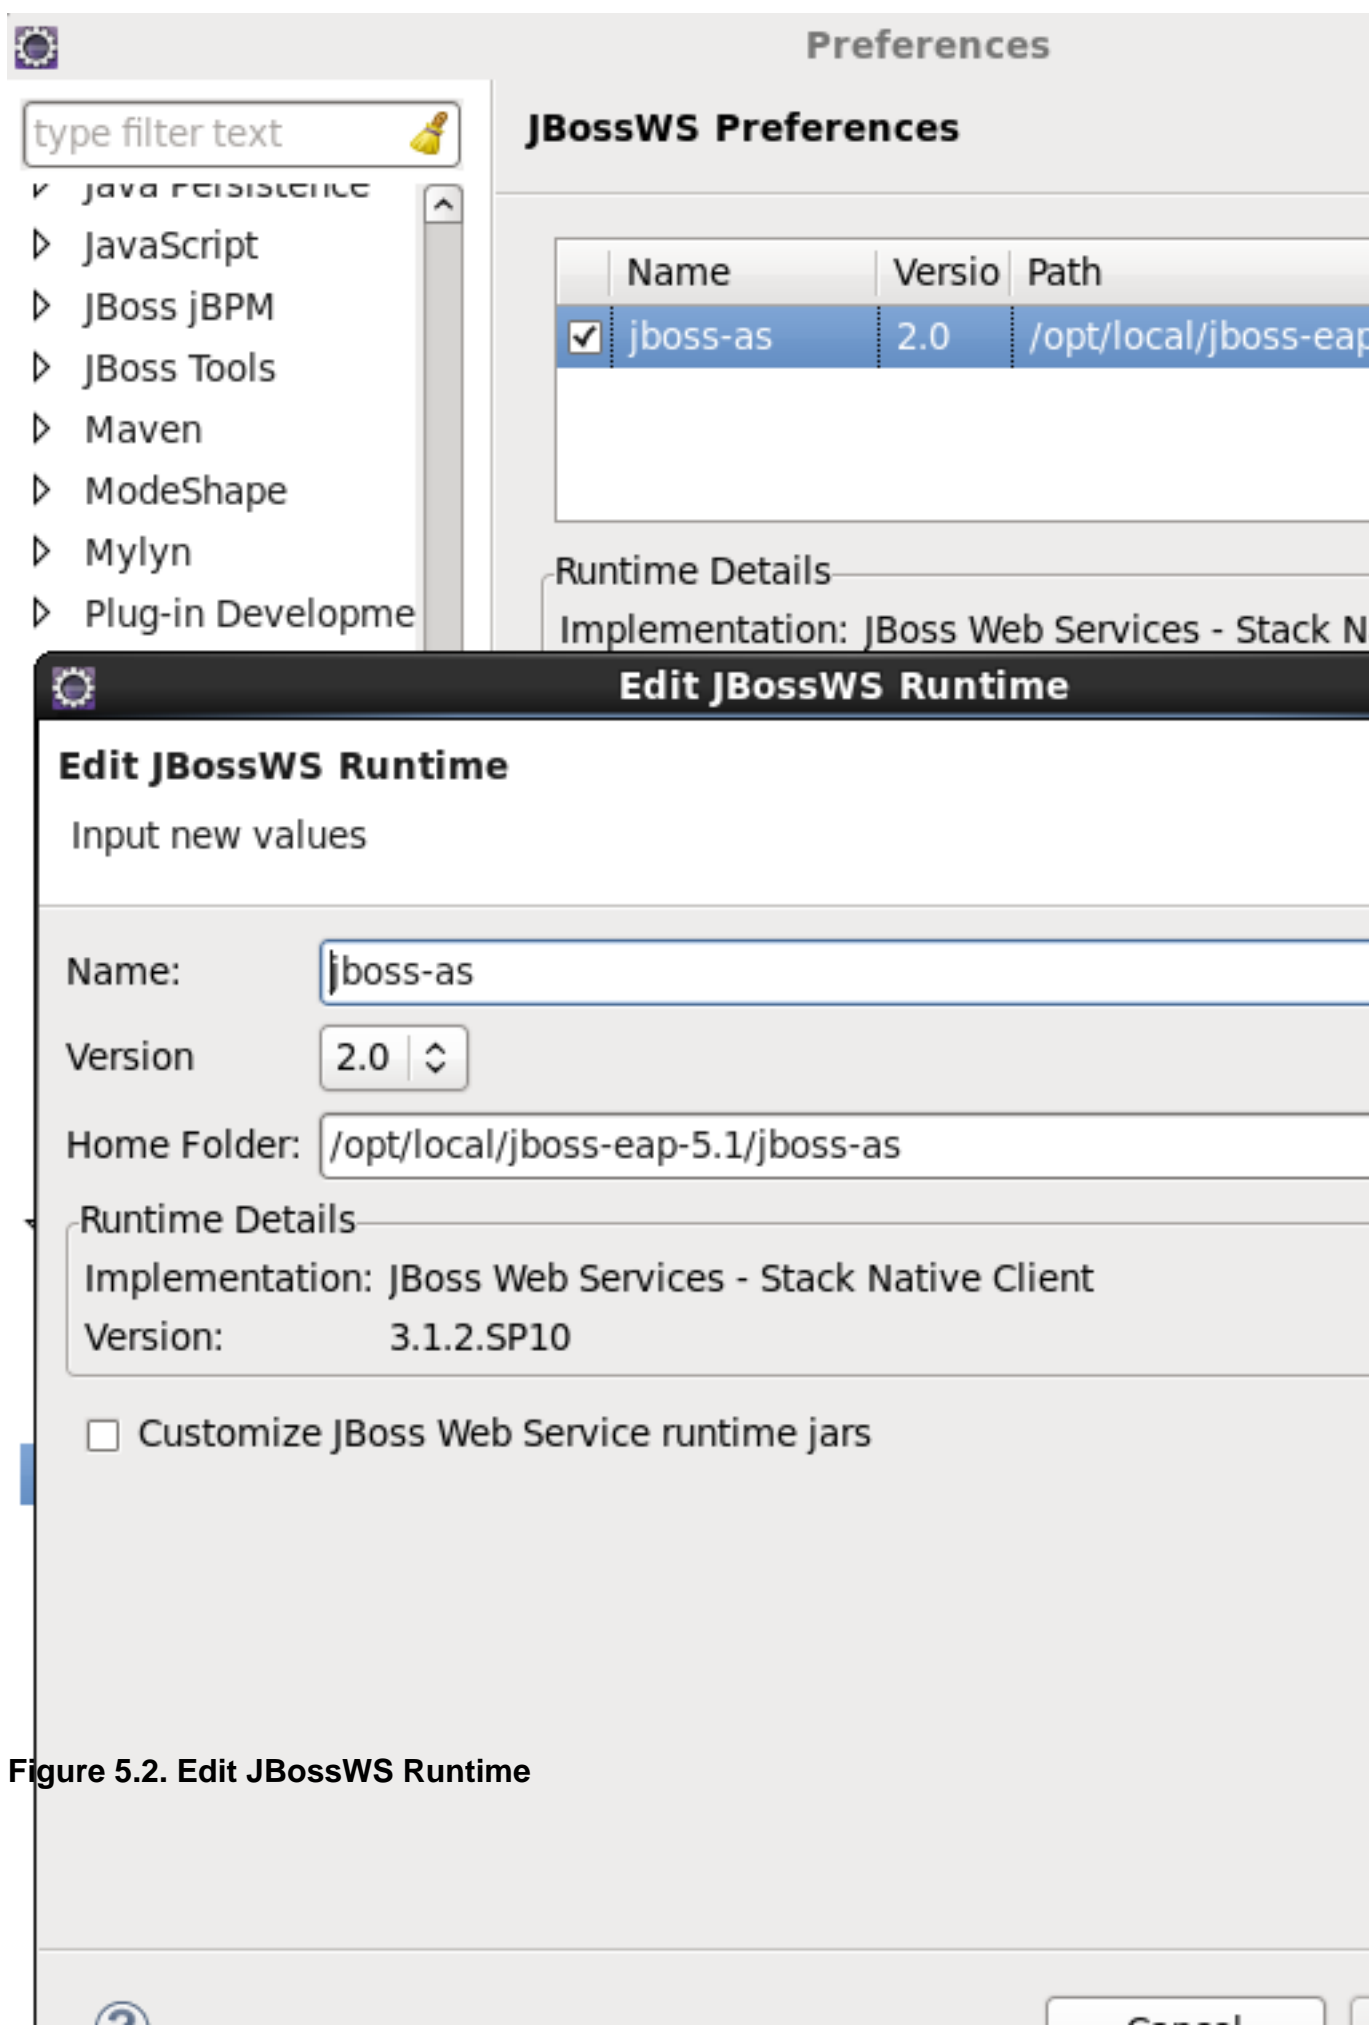 Preferences
type filter text
JBossWS Preferences
Java Persistence
JavaScript
JBoss jBPM
JBoss Tools
Maven
ModeShape
Mylyn
Plug-in Developme
Name Versio Path
jboss-as 2.0 /opt/local/jboss-eap
Runtime Details
Implementation: JBoss Web Services - Stack N
Edit JBossWS Runtime
Edit JBossWS Runtime
Input new values
Name: jboss-as
Version 2.0
Home Folder: /opt/local/jboss-eap-5.1/jboss-as
Runtime Details
Implementation: JBoss Web Services - Stack Native Client
Version: 3.1.2.SP10
Customize JBoss Web Service runtime jars
Figure 5.2. Edit JBossWS Runtime
Cancel